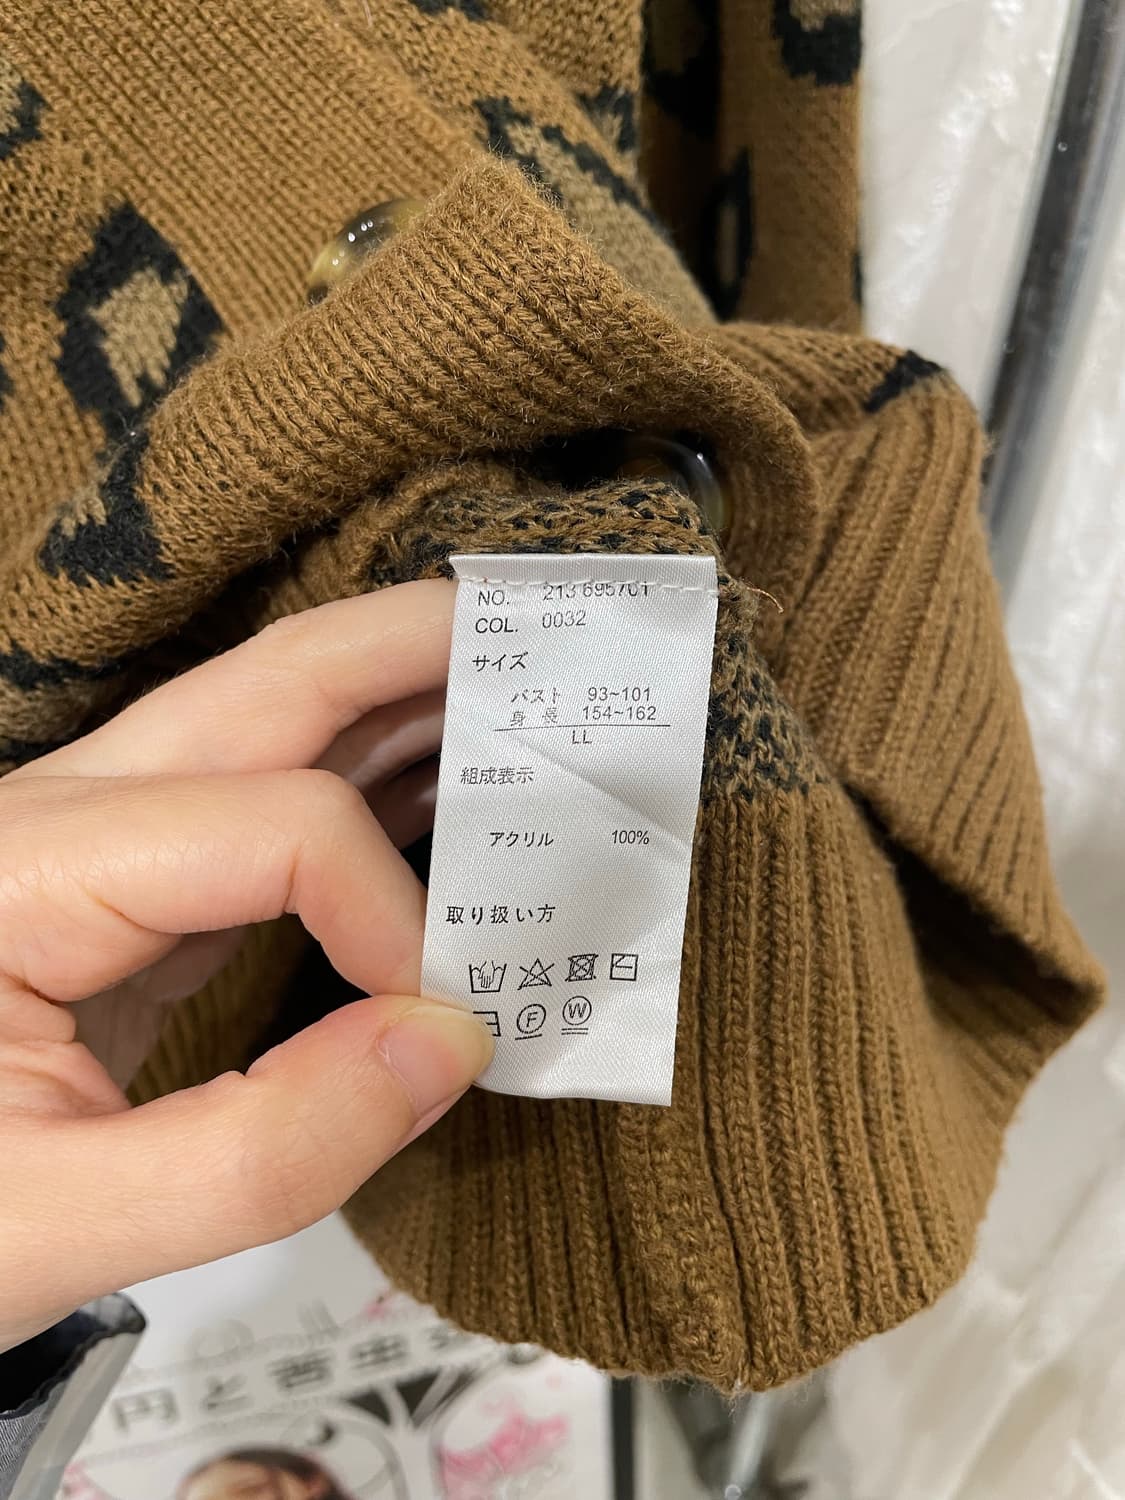 NO. 213 695701
COL. 0032
サイズ
バスト 93~101
身長 154~162
LL
組成表示
アクリル 100%
取り扱い方
F W